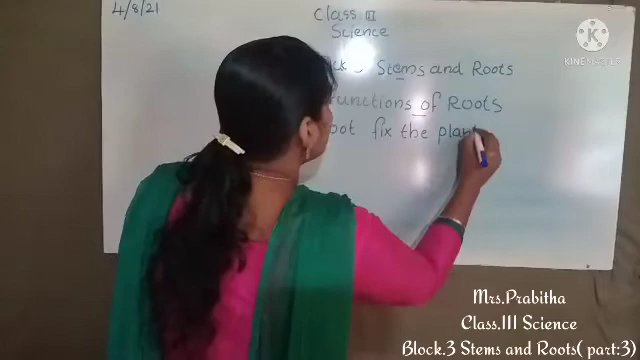 4/8/21
Class: III
Science
Stems and Roots
Functions of Roots
fix the plant
KINEMASTER
Mrs.Prabitha
Class.III Science
Block.3 Stems and Roots( part:3)